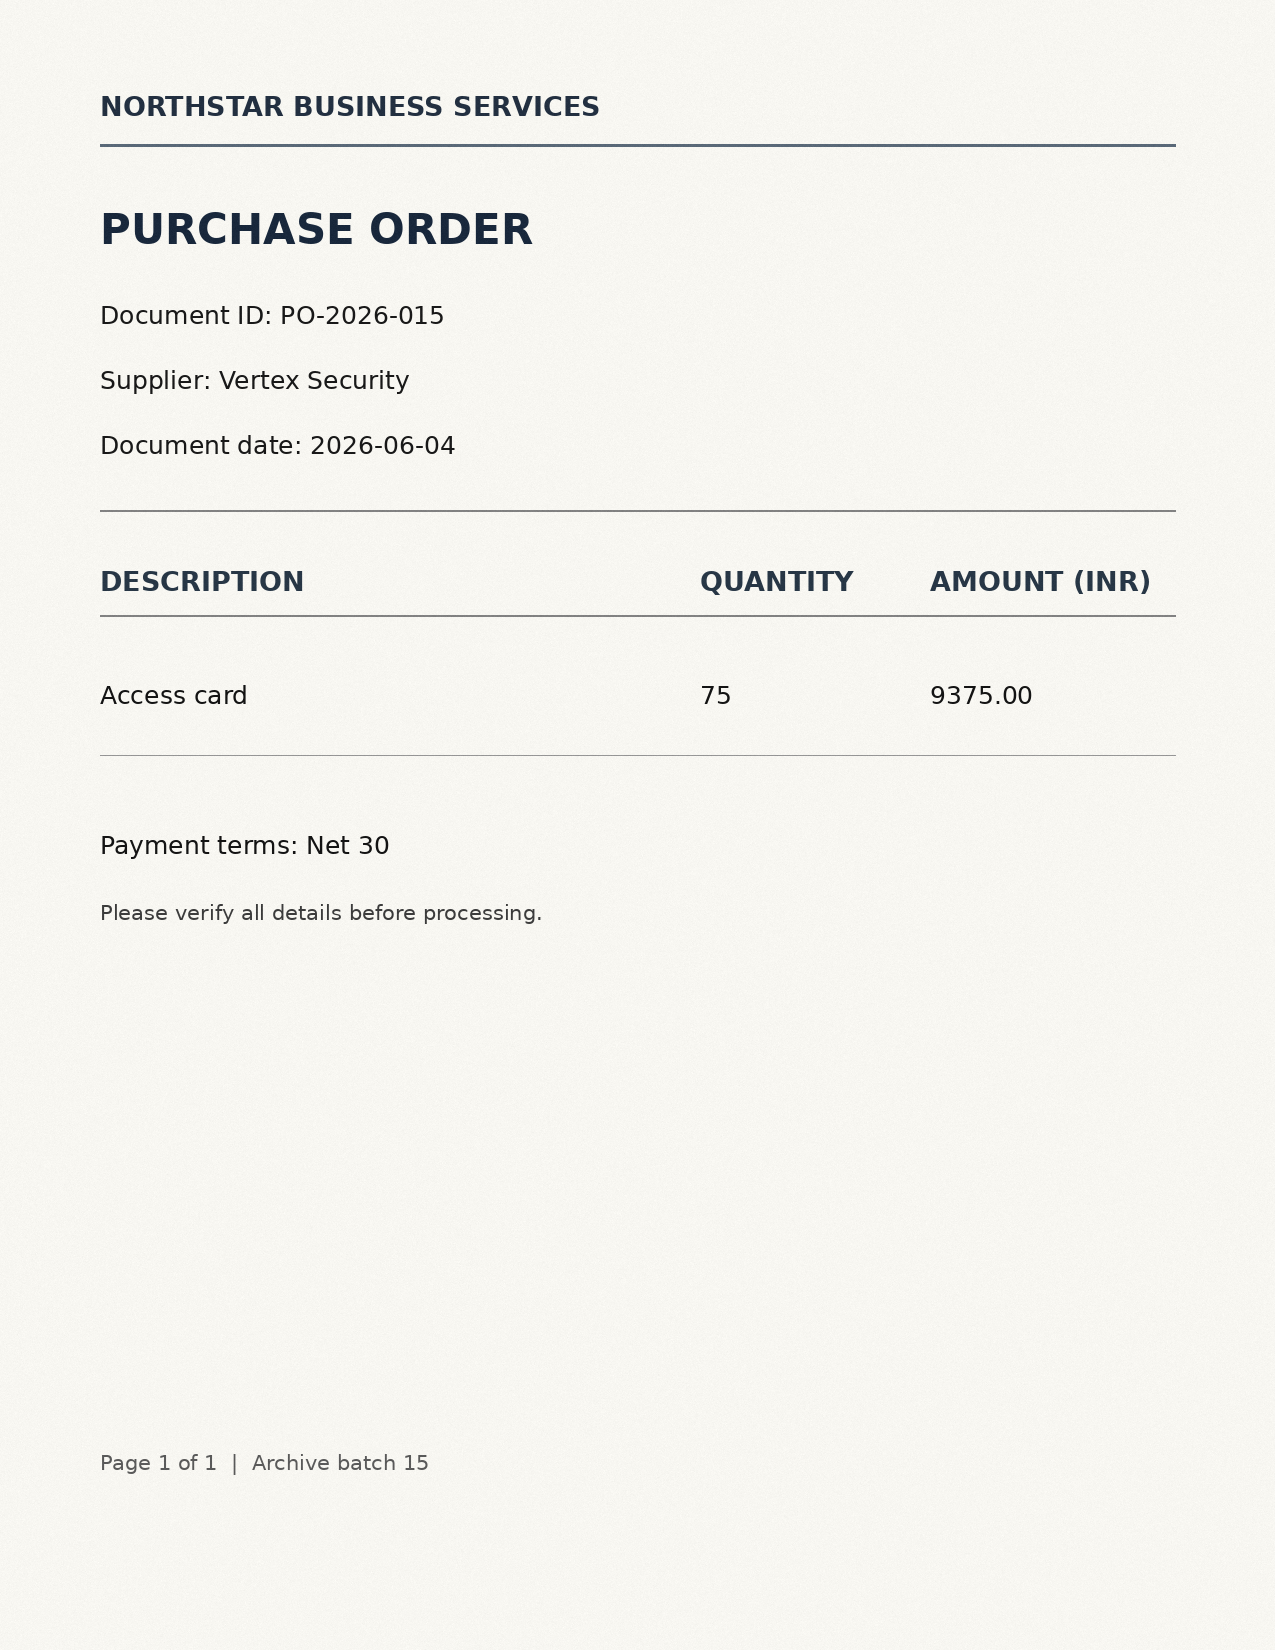 NORTHSTAR BUSINESS SERVICES
PURCHASE ORDER
Document ID: PO-2026-015
Supplier: Vertex Security
Document date: 2026-06-04
DESCRIPTION QUANTITY AMOUNT (INR)
Access card 75 9375.00
Payment terms: Net 30
Please verify all details before processing.
Page 1 of 1 | Archive batch 15